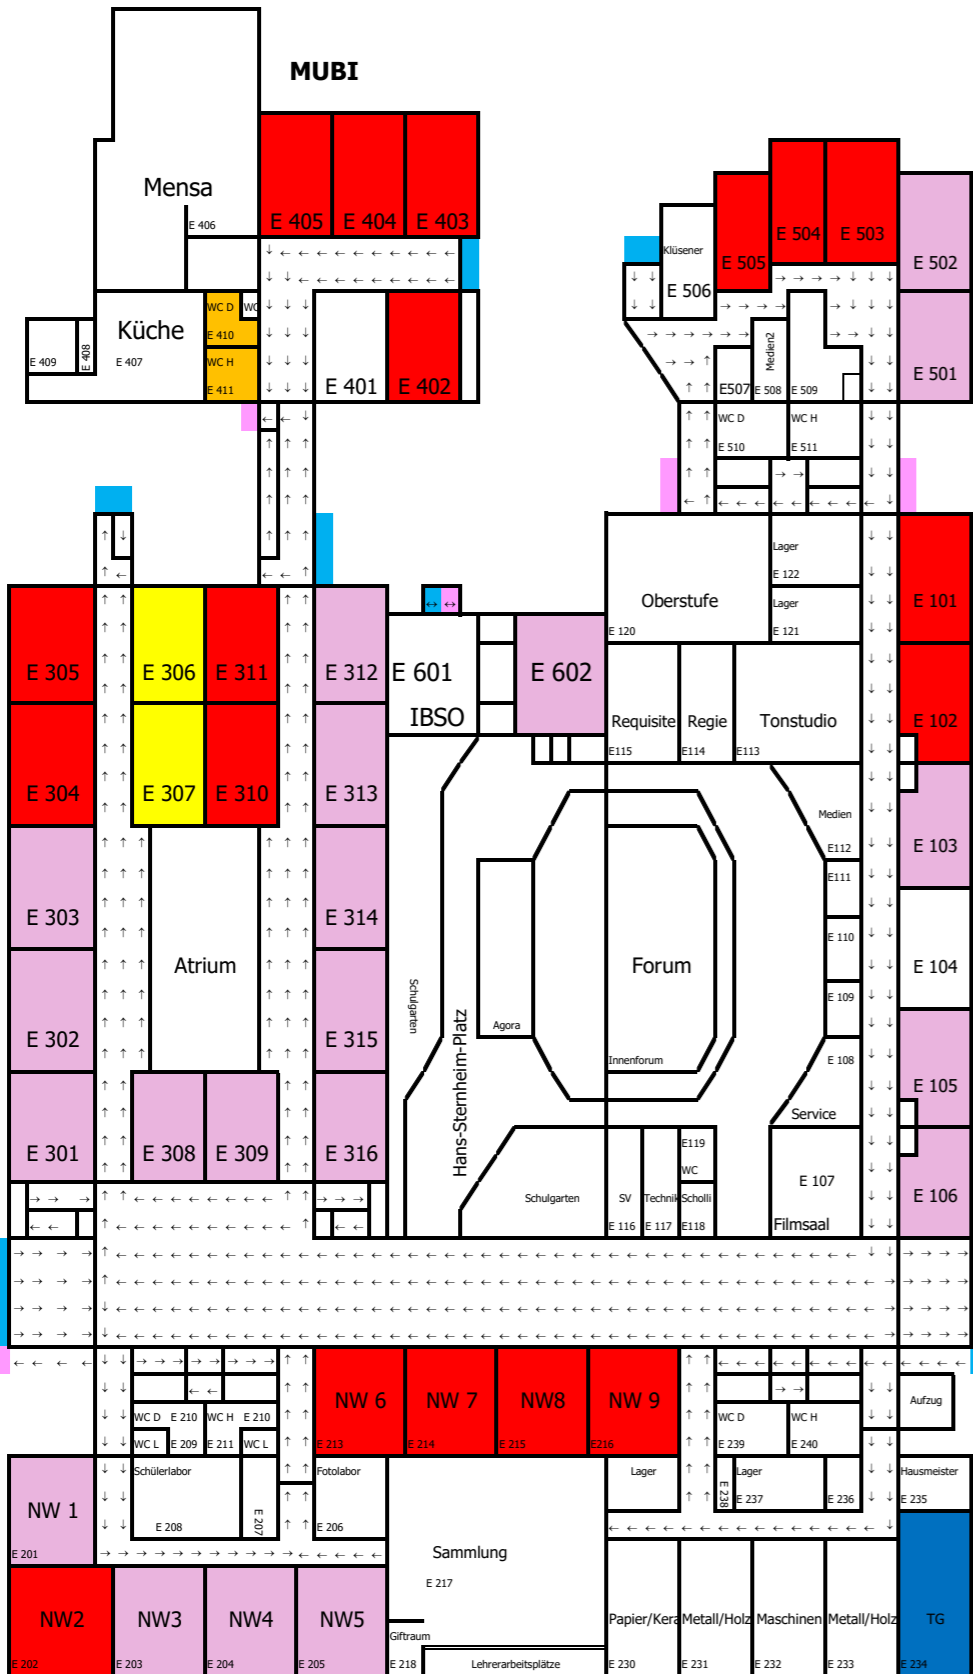 MUBI
Mensa
E 406
E 405
E 404
E 403
Küche
E 409
E 408
E 407
WC D
WC
E 410
WC H
E 411
E 401
E 402
Klüsener
E 506
E 505
E 504
E 503
E 502
E 501
E507
Medien2
E 508
E 509
WC D
E 510
WC H
E 511
Oberstufe
E 120
Lager
E 122
Lager
E 121
E 101
E 102
E 305
E 306
E 311
E 312
E 601
IBSO
E 602
Requisite
E115
Regie
E114
Tonstudio
E113
E 304
E 307
E 310
E 313
Medien
E112
E 103
E111
E 303
E 314
Atrium
Forum
E 110
E 104
E 109
Schulgarten
Hans-Sternheim-Platz
Agora
Innenforum
E 302
E 315
E 108
Service
E 105
E 301
E 308
E 309
E 316
Schulgarten
SV
E 116
Technik
E 117
E119
WC
Scholli
E118
E 107
Filmsaal
E 106
NW 6
E 213
NW 7
E 214
NW8
E 215
NW 9
E216
Aufzug
WC D
E 210
WC H
E 210
WC L
E 209
E 211
WC L
WC D
E 239
WC H
E 240
NW 1
E 201
Schülerlabor
E 208
E 207
Fotolabor
E 206
Lager
E 238
Lager
E 237
E 236
Hausmeister
E 235
Sammlung
E 217
NW2
E 202
NW3
E 203
NW4
E 204
NW5
E 205
Giftraum
E 218
Lehrerarbeitsplätze
Papier/Kera
E 230
Metall/Holz
E 231
Maschinen
E 232
Metall/Holz
E 233
TG
E 234